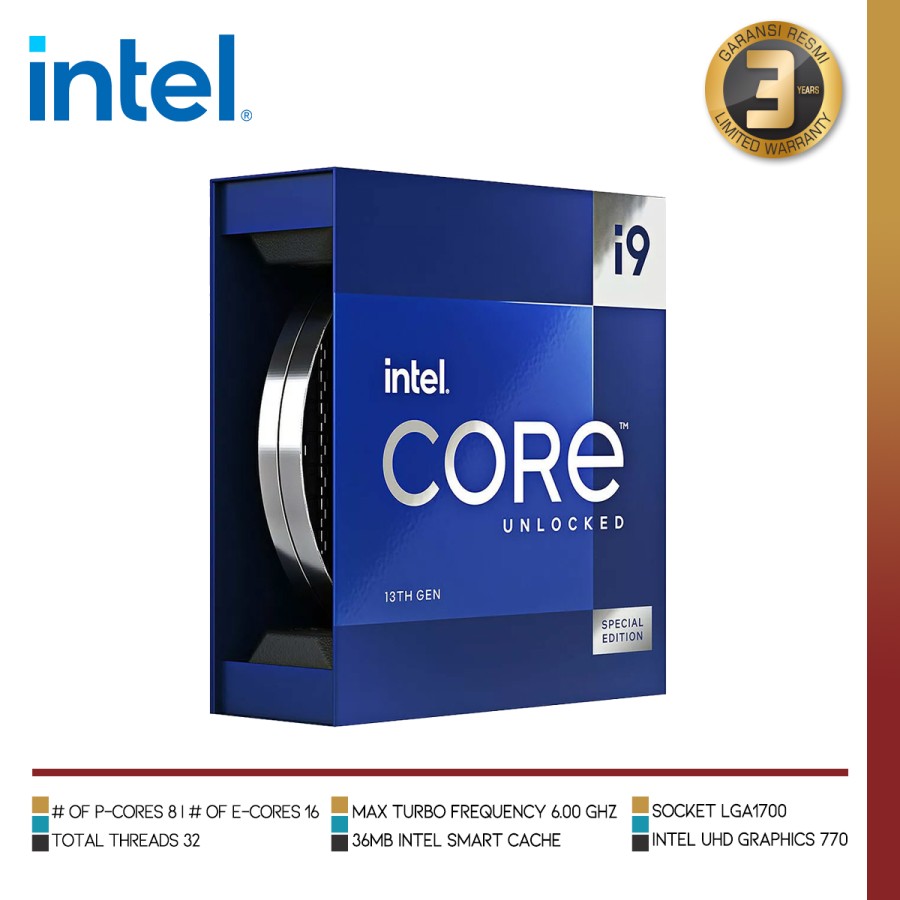 intel®
GARANSI RESMI
3 YEARS
LIMITED WARRANTY
i9
intel.
CORe™
UNLOCKED
13TH GEN
SPECIAL
EDITION
# OF P-CORES 8 | # OF E-CORES 16
TOTAL THREADS 32
MAX TURBO FREQUENCY 6.00 GHZ
36MB INTEL SMART CACHE
SOCKET LGA1700
INTEL UHD GRAPHICS 770